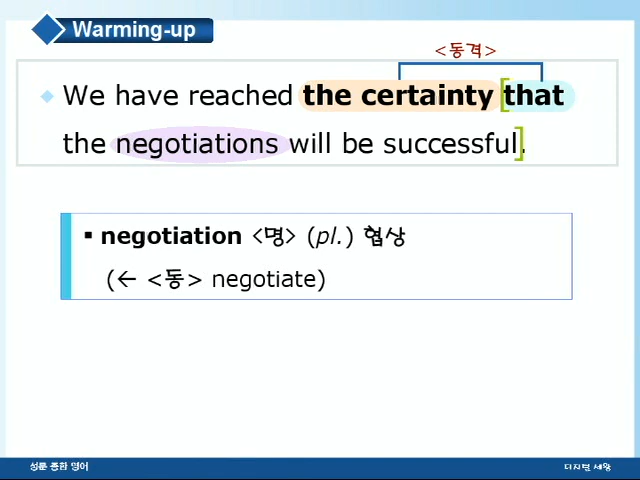 Warming-up
<동격>
We have reached the certainty [that
the negotiations will be successful].
▪ negotiation <명> (pl.) 협상
(← <동> negotiate)
성문 종합 영어
디지털 세왕